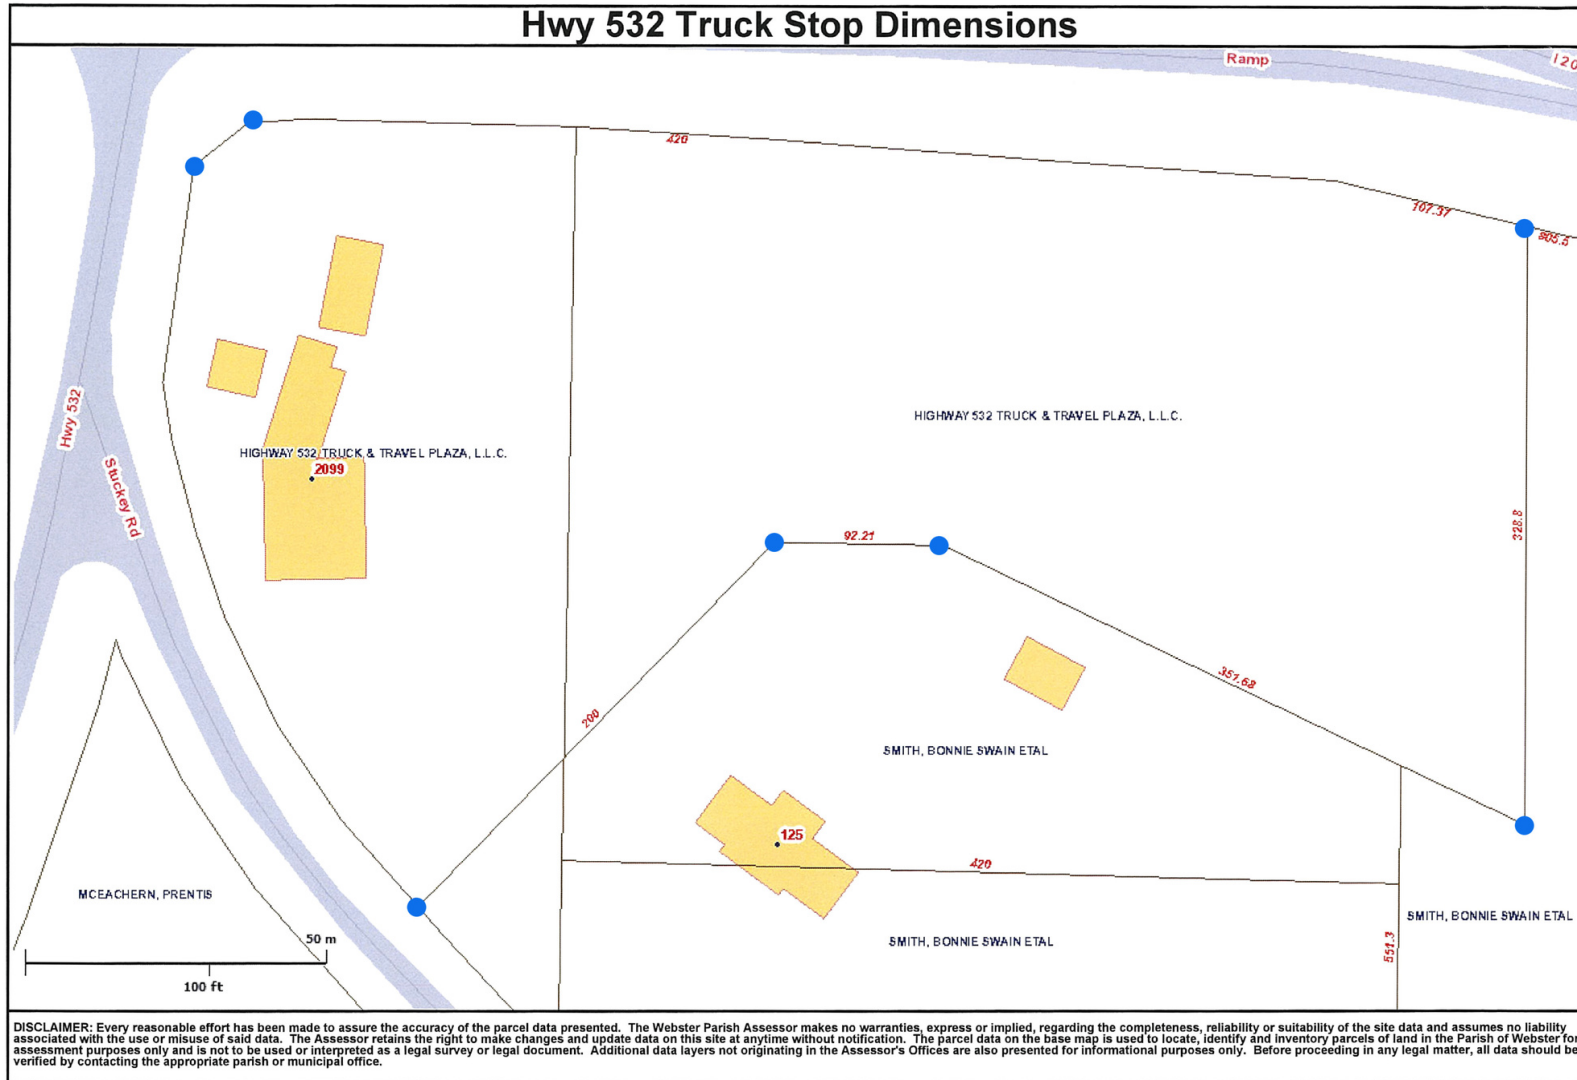 Hwy 532 Truck Stop Dimensions
Ramp
I 20
420
107.37
805.5
Hwy 532
HIGHWAY 532 TRUCK & TRAVEL PLAZA, L.L.C.
HIGHWAY 532 TRUCK & TRAVEL PLAZA, L.L.C.
2099
Stuckey Rd
328.8
92.21
351.68
200
SMITH, BONNIE SWAIN ETAL
125
420
MCEACHERN, PRENTIS
SMITH, BONNIE SWAIN ETAL
SMITH, BONNIE SWAIN ETAL
551.3
50 m
100 ft
DISCLAIMER: Every reasonable effort has been made to assure the accuracy of the parcel data presented. The Webster Parish Assessor makes no warranties, express or implied, regarding the completeness, reliability or suitability of the site data and assumes no liability
associated with the use or misuse of said data. The Assessor retains the right to make changes and update data on this site at anytime without notification. The parcel data on the base map is used to locate, identify and inventory parcels of land in the Parish of Webster for
assessment purposes only and is not to be used or interpreted as a legal survey or legal document. Additional data layers not originating in the Assessor's Offices are also presented for informational purposes only. Before proceeding in any legal matter, all data should be
verified by contacting the appropriate parish or municipal office.